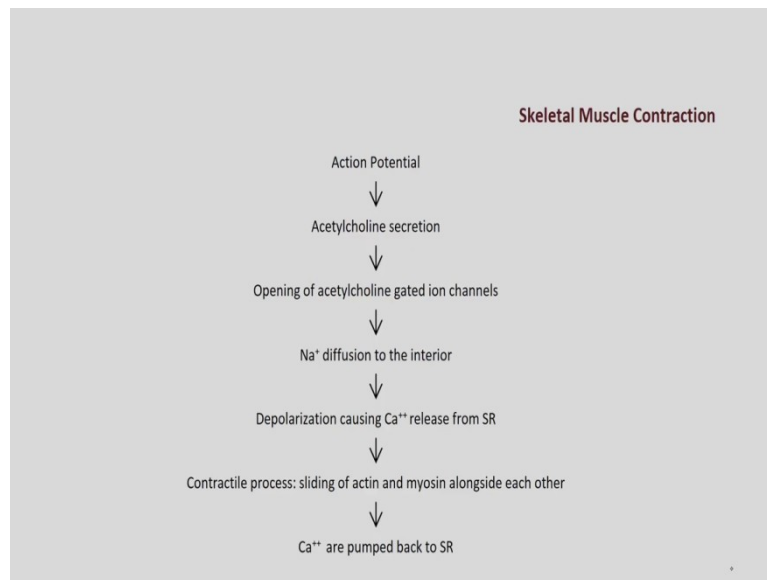 Skeletal Muscle Contraction
Action Potential
Acetylcholine secretion
Opening of acetylcholine gated ion channels
Na⁺ diffusion to the interior
Depolarization causing Ca⁺⁺ release from SR
Contractile process: sliding of actin and myosin alongside each other
Ca⁺⁺ are pumped back to SR